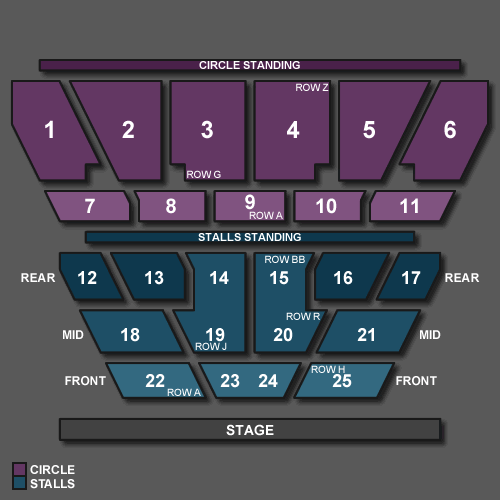 CIRCLE STANDING
ROW Z
1 2 3 4 5 6
ROW G
7 8 9 10 11
ROW A
STALLS STANDING
ROW BB
REAR 12 13 14 15 16 17 REAR
ROW R
MID 18 19 20 21 MID
ROW J
ROW H
FRONT 22 23 24 25 FRONT
ROW A
STAGE
CIRCLE
STALLS